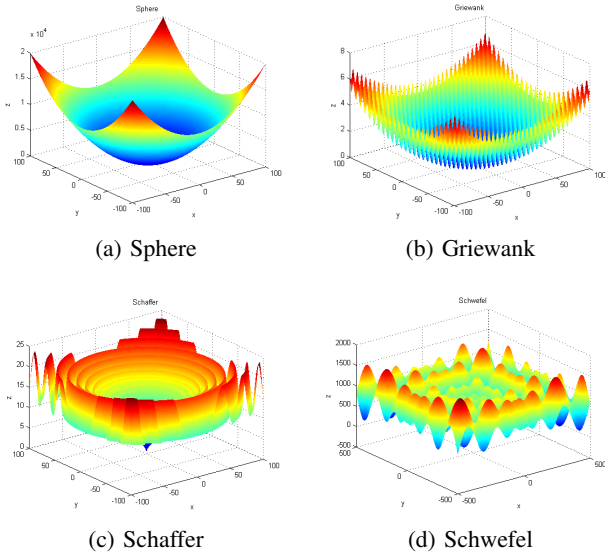 Sphere
x 10⁴
2
1.5
1
0.5
0
z
100
50
0
-50
-100
y
-100
-50
0
50
100
x
(a) Sphere
Griewank
8
6
4
2
0
z
100
50
0
-50
-100
y
-100
-50
0
50
100
x
(b) Griewank
Schaffer
25
20
15
10
5
0
z
100
50
0
-50
-100
y
-100
-50
0
50
100
x
(c) Schaffer
Schwefel
2000
1500
1000
500
0
-500
z
500
0
-500
y
-500
0
500
x
(d) Schwefel